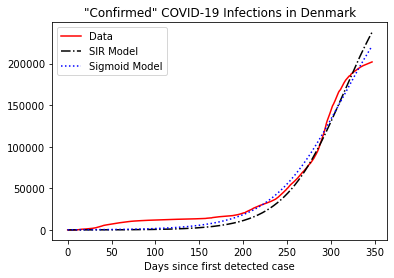 "Confirmed" COVID-19 Infections in Denmark
Data
SIR Model
Sigmoid Model
200000
150000
100000
50000
0
0 50 100 150 200 250 300 350
Days since first detected case